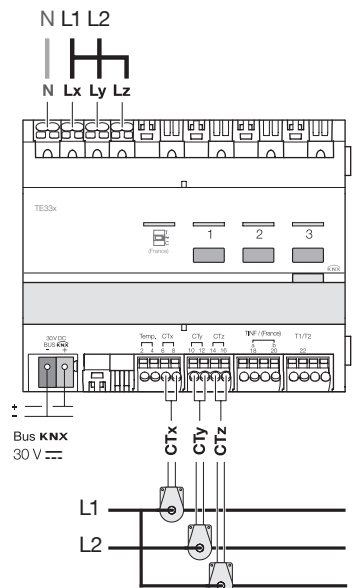 N L1 L2
N Lx Ly Lz
TE33x
(France)
1 2 3
KNX
30V DC
BUS KNX
- +
Temp. CTx CTy CTz TINF / (France) T1/T2
2 4 6 8 10 12 14 16 18 20 22
+
-
Bus KNX
30 V
CTx CTy CTz
L1
L2